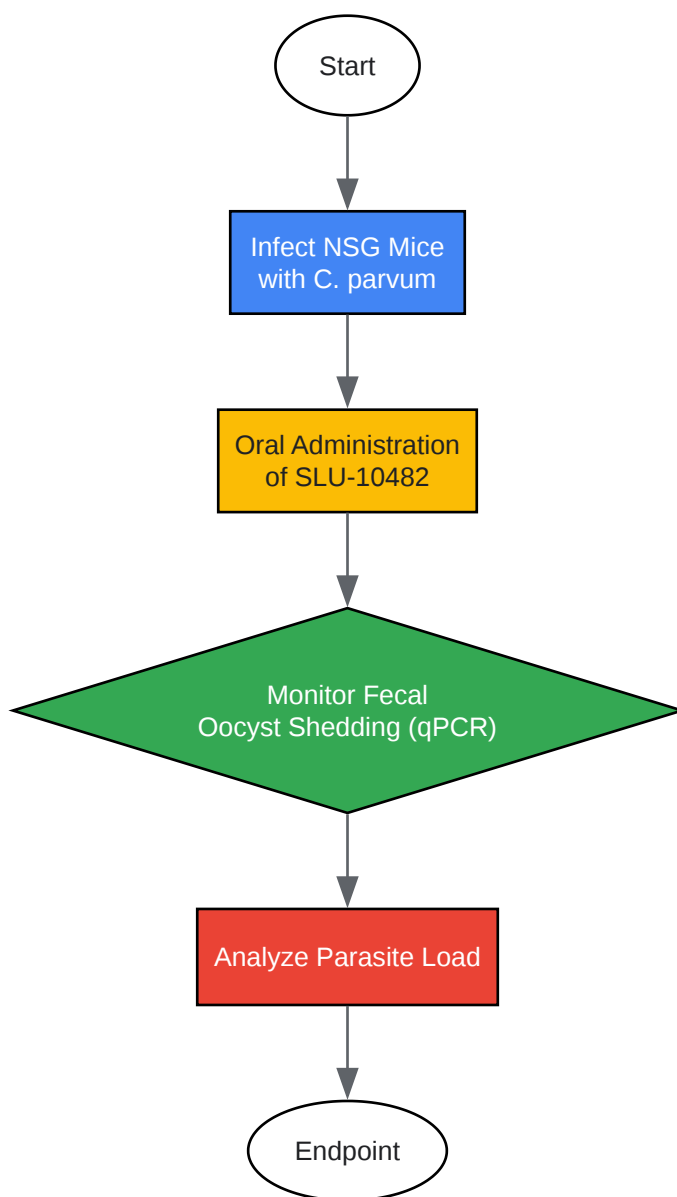 Start
Infect NSG Mice
with C. parvum
Oral Administration
of SLU-10482
Monitor Fecal
Oocyst Shedding (qPCR)
Analyze Parasite Load
Endpoint